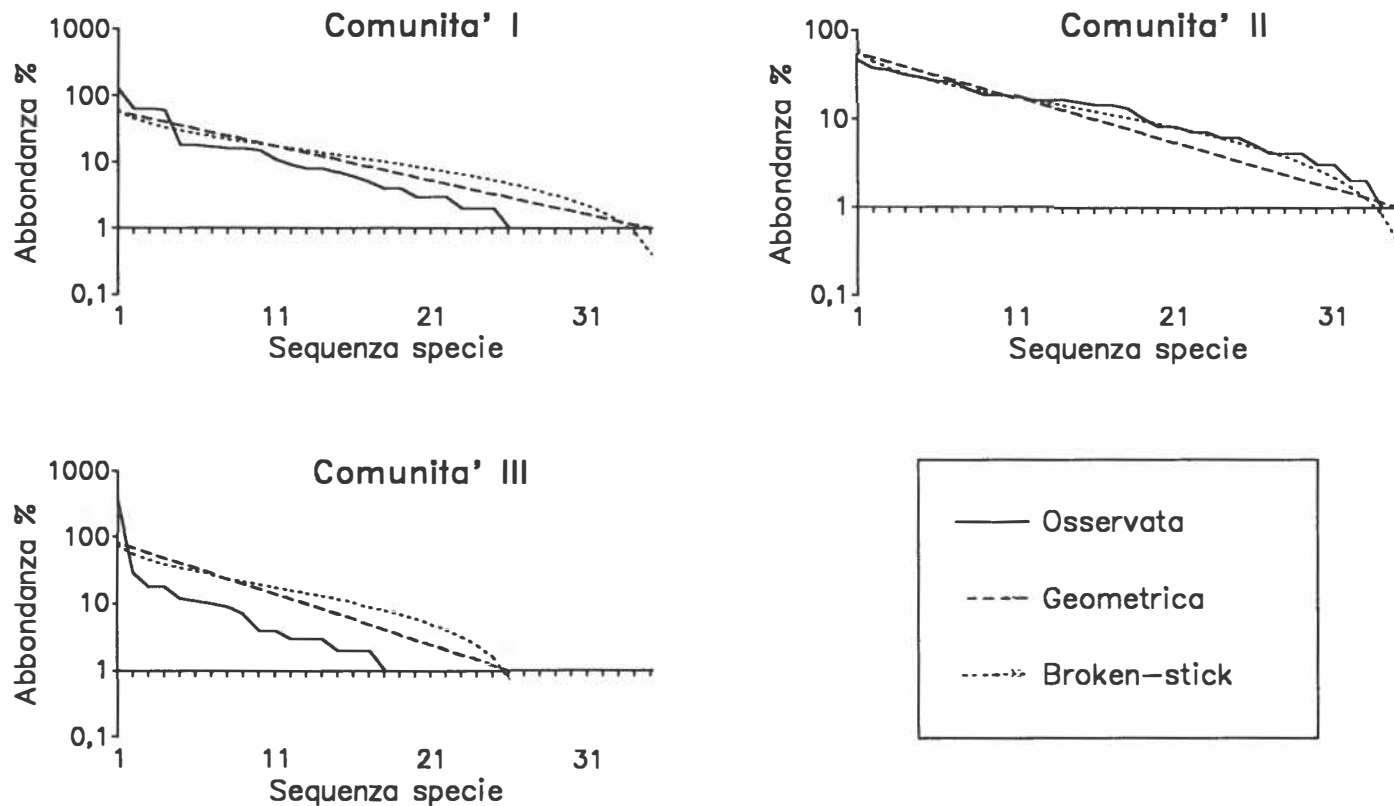 Comunita' I
Abbondanza %
1000
100
10
1
0,1
1
11
21
31
Sequenza specie
Comunita' II
Abbondanza %
100
10
1
0,1
1
11
21
31
Sequenza specie
Comunita' III
Abbondanza %
1000
100
10
1
0,1
1
11
21
31
Sequenza specie
Osservata
Geometrica
Broken-stick